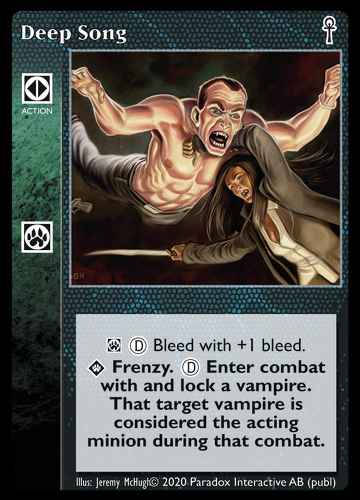 Deep Song
ACTION
D Bleed with +1 bleed.
Frenzy. D Enter combat
with and lock a vampire.
That target vampire is
considered the acting
minion during that combat.
Illus: Jeremy McHugh© 2020 Paradox Interactive AB (publ)